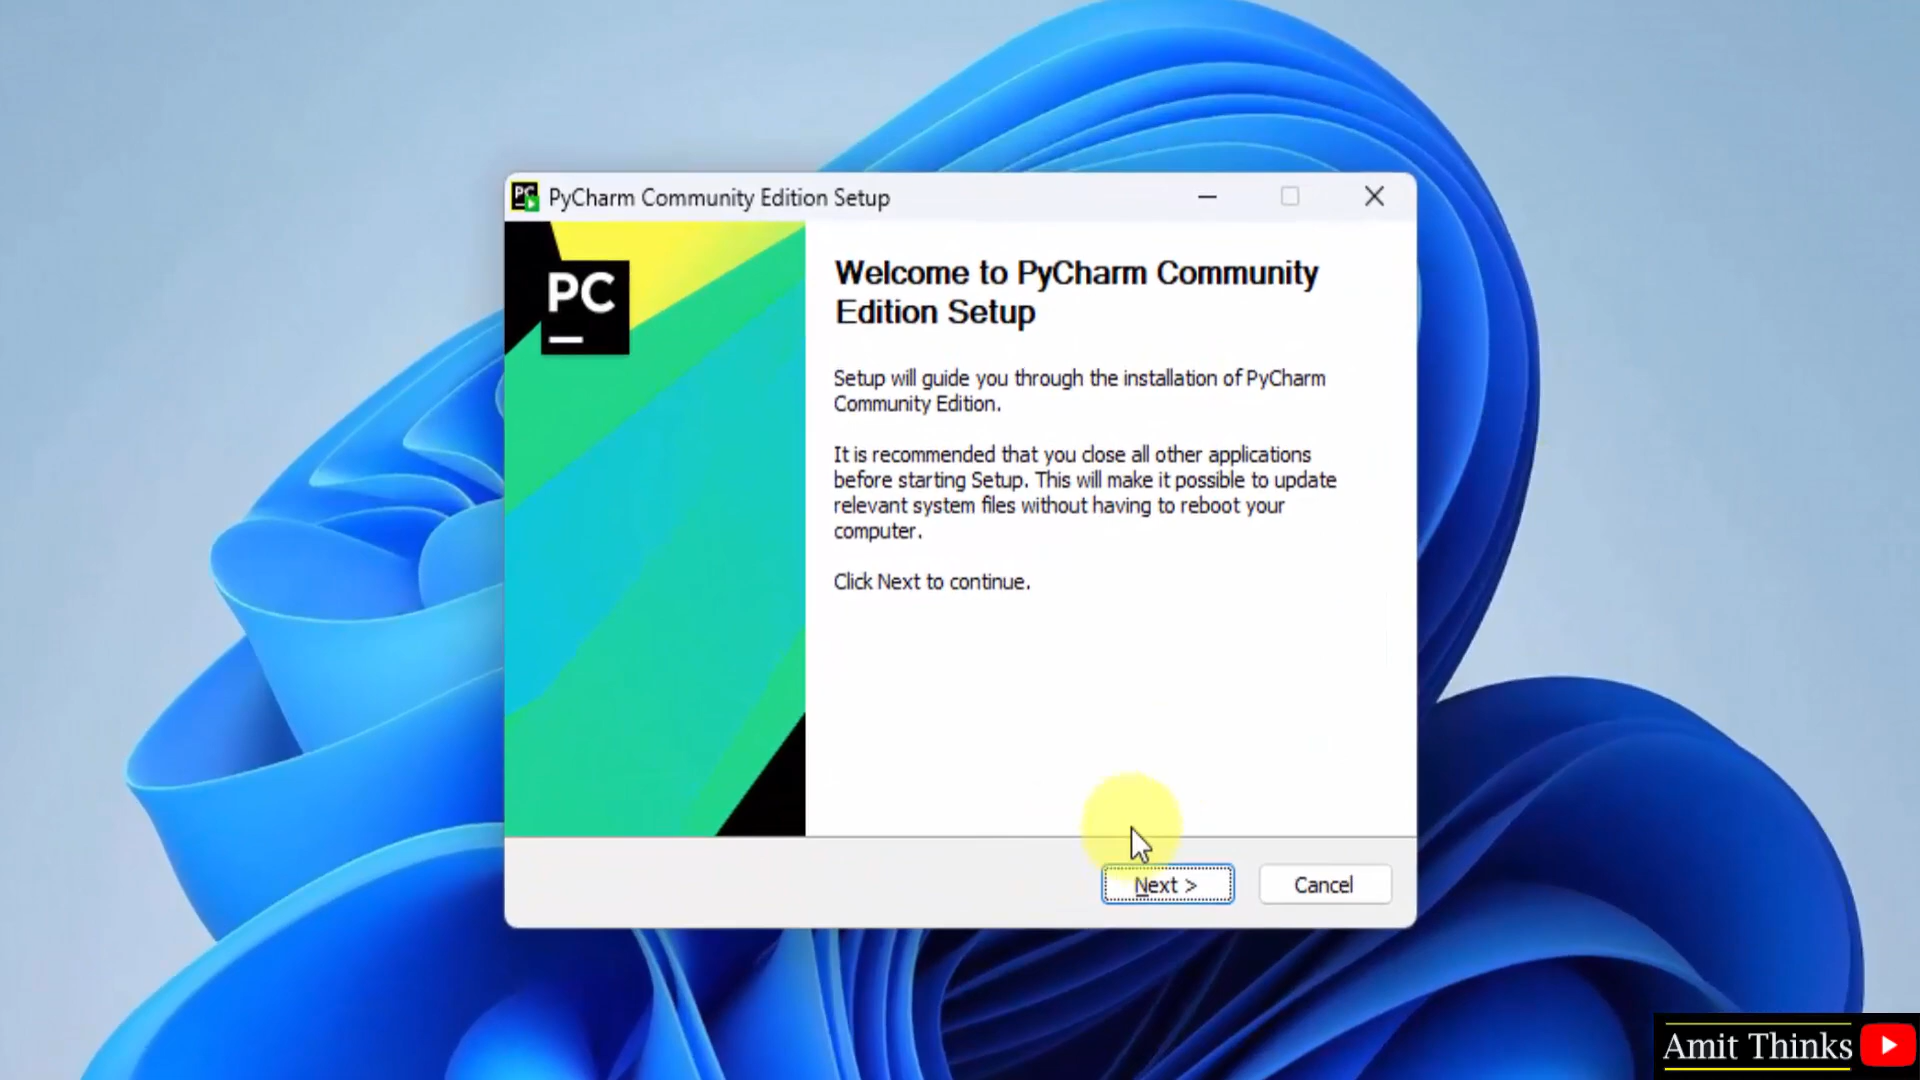 PyCharm Community Edition Setup
PC
Welcome to PyCharm Community
Edition Setup
Setup will guide you through the installation of PyCharm
Community Edition.
It is recommended that you close all other applications
before starting Setup. This will make it possible to update
relevant system files without having to reboot your
computer.
Click Next to continue.
Next >
Cancel
Amit Thinks